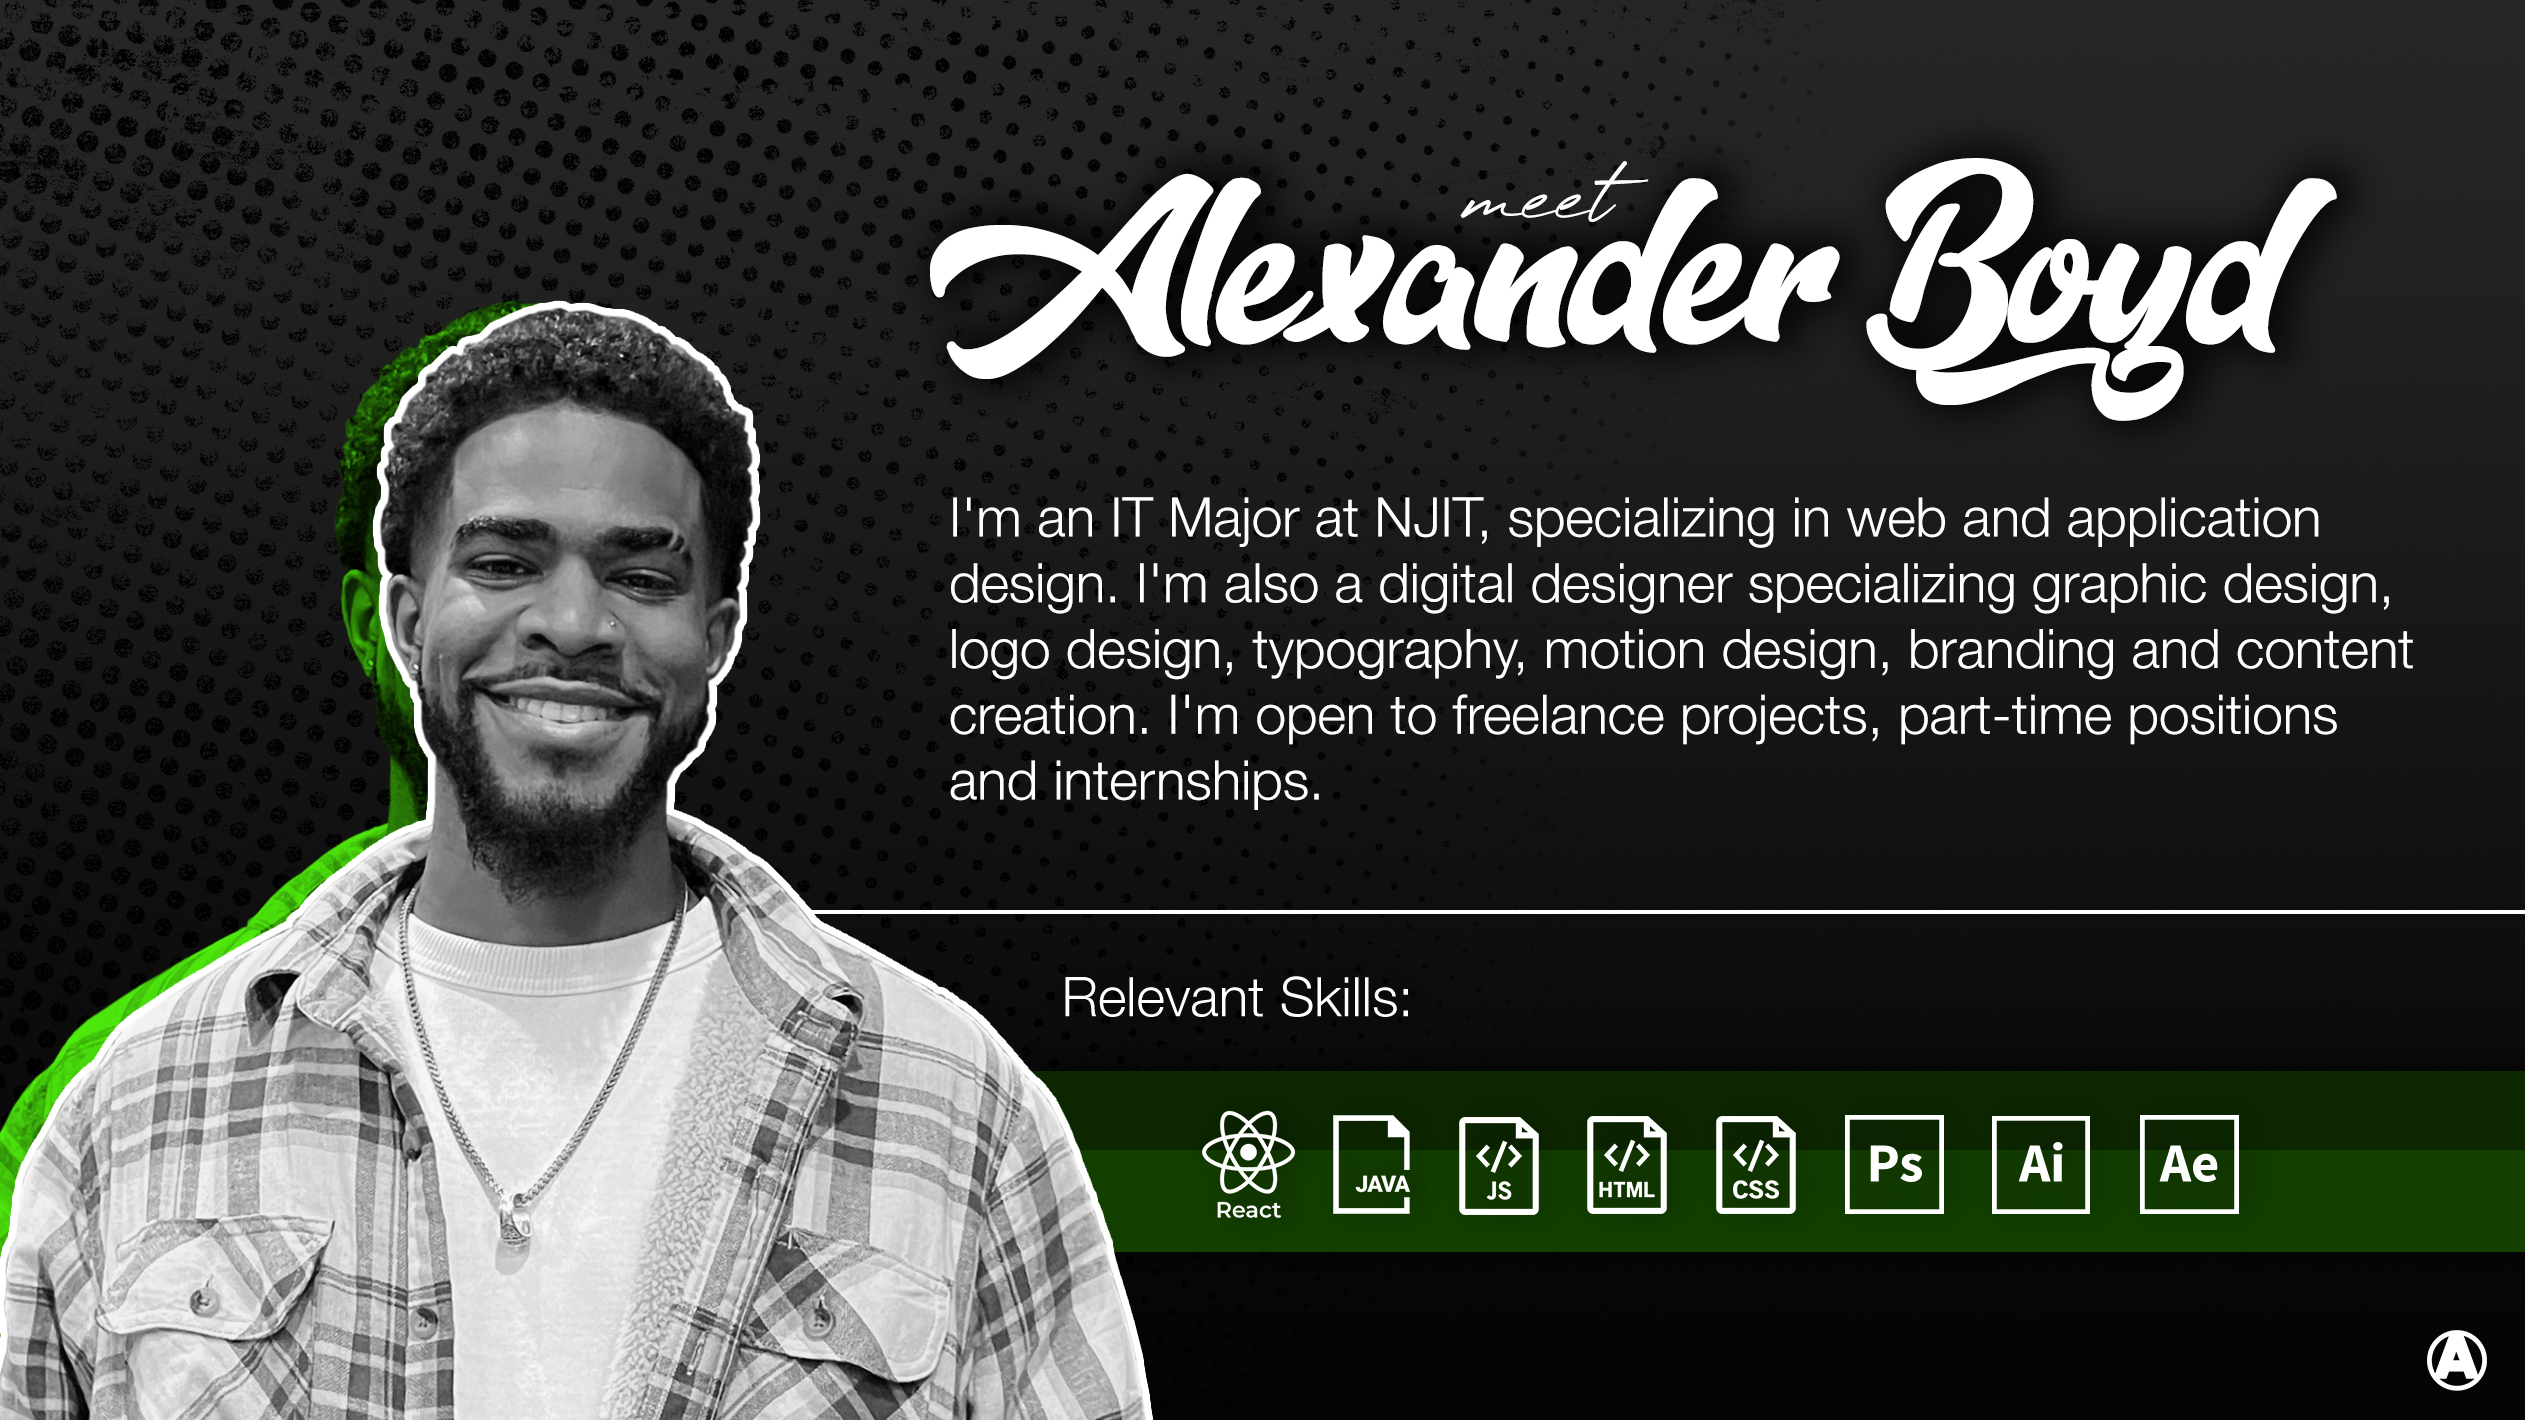 meet
Alexander Boyd
I'm an IT Major at NJIT, specializing in web and application
design. I'm also a digital designer specializing graphic design,
logo design, typography, motion design, branding and content
creation. I'm open to freelance projects, part-time positions
and internships.
Relevant Skills:
React
JAVA
</>
JS
</>
HTML
</>
CSS
Ps
Ai
Ae
A